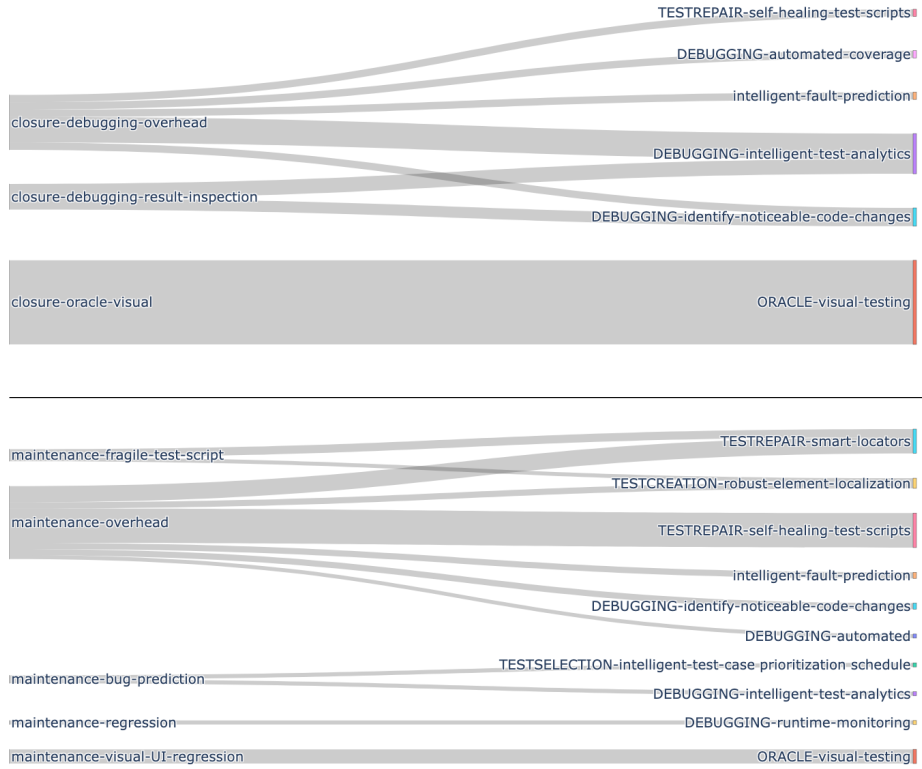 TESTREPAIR-self-healing-test-scripts
DEBUGGING-automated-coverage
intelligent-fault-prediction
closure-debugging-overhead
DEBUGGING-intelligent-test-analytics
closure-debugging-result-inspection
DEBUGGING-identify-noticeable-code-changes
closure-oracle-visual
ORACLE-visual-testing
TESTREPAIR-smart-locators
maintenance-fragile-test-script
TESTCREATION-robust-element-localization
maintenance-overhead
TESTREPAIR-self-healing-test-scripts
intelligent-fault-prediction
DEBUGGING-identify-noticeable-code-changes
DEBUGGING-automated
TESTSELECTION-intelligent-test-case prioritization schedule
maintenance-bug-prediction
DEBUGGING-intelligent-test-analytics
maintenance-regression
DEBUGGING-runtime-monitoring
maintenance-visual-UI-regression
ORACLE-visual-testing